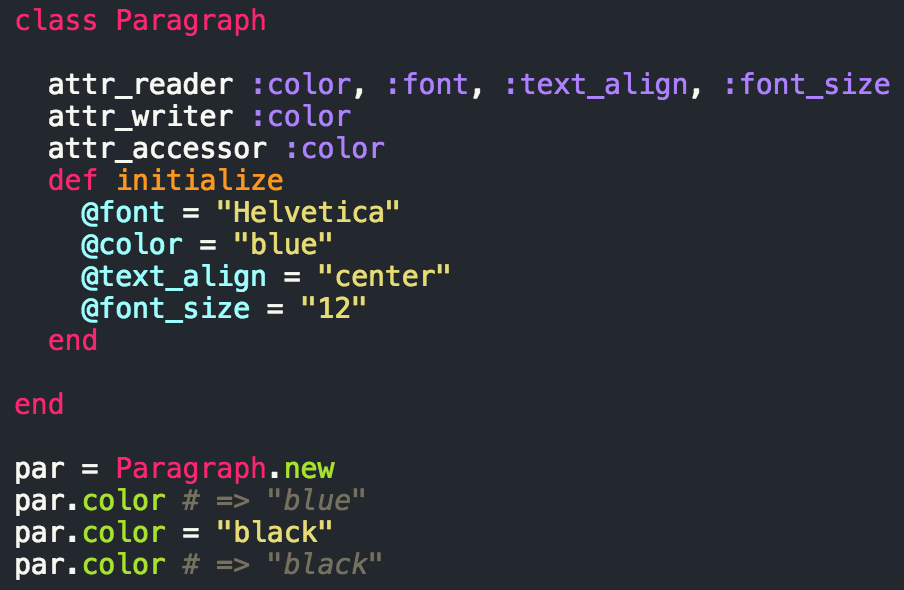 class Paragraph
  attr_reader :color, :font, :text_align, :font_size
  attr_writer :color
  attr_accessor :color
  def initialize
    @font = "Helvetica"
    @color = "blue"
    @text_align = "center"
    @font_size = "12"
  end
end
par = Paragraph.new
par.color # => "blue"
par.color = "black"
par.color # => "black"